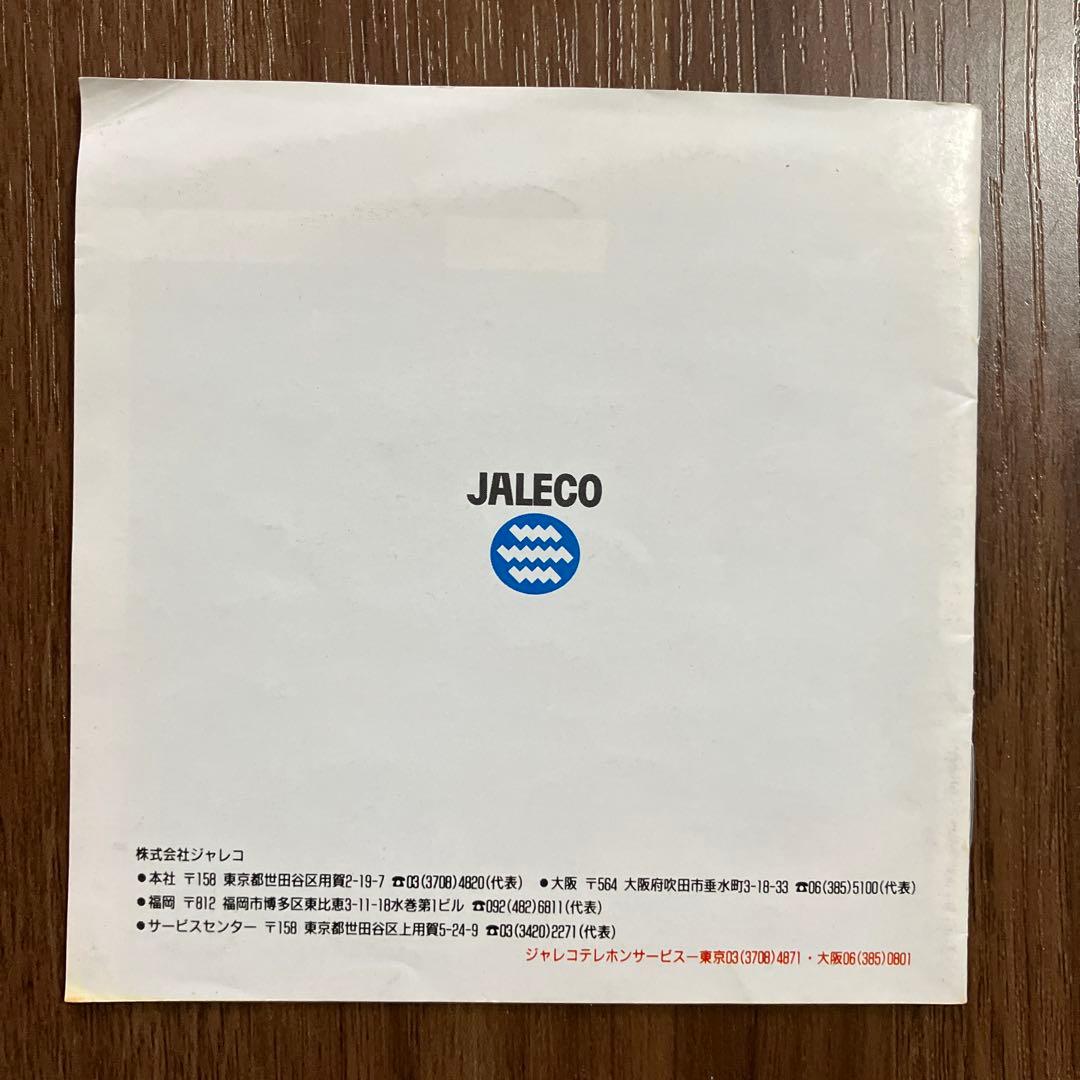 JALECO
株式会社ジャレコ
●本社 〒158 東京都世田谷区用賀2-19-7 ☎03(3708)4820(代表) ●大阪 〒564 大阪府吹田市垂水町3-18-33 ☎06(385)5100(代表)
●福岡 〒812 福岡市博多区東比恵3-11-18水巻第1ビル ☎092(482)6811(代表)
●サービスセンター 〒158 東京都世田谷区上用賀5-24-9 ☎03(3420)2271(代表)
ジャレコテレホンサービス—東京03(3708)4871・大阪06(385)0801